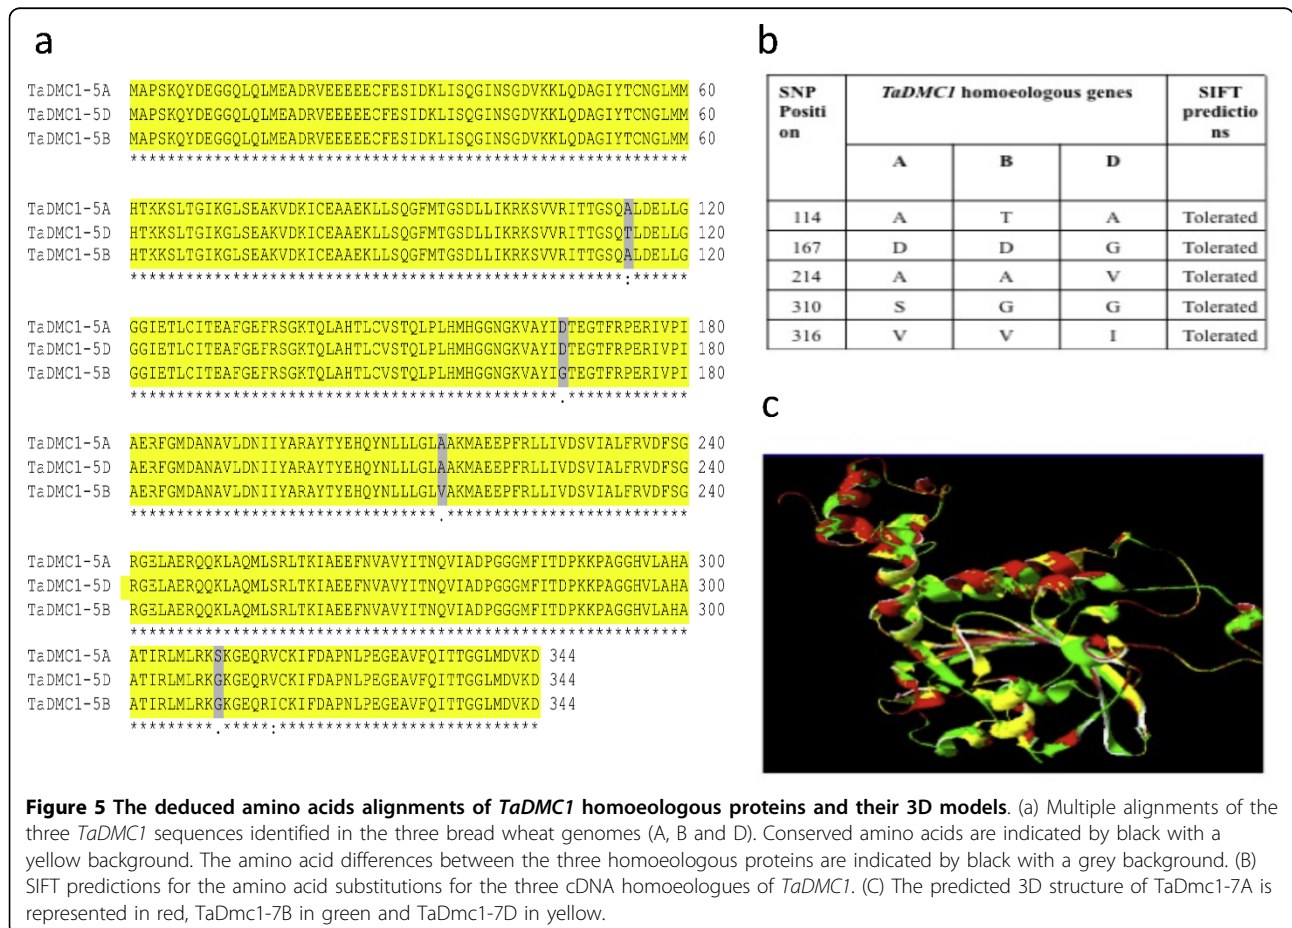 a
TaDMC1-5A MAPSKQYDEGGQLQLMEADRVEEEEECFESIDKLISQGINSGDVKKLQDAGIYTCNGLMM 60
TaDMC1-5D MAPSKQYDEGGQLQLMEADRVEEEEECFESIDKLISQGINSGDVKKLQDAGIYTCNGLMM 60
TaDMC1-5B MAPSKQYDEGGQLQLMEADRVEEEEECFESIDKLISQGINSGDVKKLQDAGIYTCNGLMM 60
************************************************************
TaDMC1-5A HTKKSLTGIKGLSEAKVDKICEAAEKLLSQGFMTGSDLLIKRKSVVRITTGSQALDELLG 120
TaDMC1-5D HTKKSLTGIKGLSEAKVDKICEAAEKLLSQGFMTGSDLLIKRKSVVRITTGSQTLDELLG 120
TaDMC1-5B HTKKSLTGIKGLSEAKVDKICEAAEKLLSQGFMTGSDLLIKRKSVVRITTGSQALDELLG 120
*****************************************************:******
TaDMC1-5A GGIETLCITEAFGEFRSGKTQLAHTLCVSTQLPLHMHGGNGKVAYIDTEGTFRPERIVPI 180
TaDMC1-5D GGIETLCITEAFGEFRSGKTQLAHTLCVSTQLPLHMHGGNGKVAYIDTEGTFRPERIVPI 180
TaDMC1-5B GGIETLCITEAFGEFRSGKTQLAHTLCVSTQLPLHMHGGNGKVAYIGTEGTFRPERIVPI 180
**********************************************.*************
TaDMC1-5A AERFGMDANAVLDNIIYARAYTYEHQYNLLLGLAAKMAEEPFRLLIVDSVIALFRVDFSG 240
TaDMC1-5D AERFGMDANAVLDNIIYARAYTYEHQYNLLLGLAAKMAEEPFRLLIVDSVIALFRVDFSG 240
TaDMC1-5B AERFGMDANAVLDNIIYARAYTYEHQYNLLLGLVAKMAEEPFRLLIVDSVIALFRVDFSG 240
*********************************.**************************
TaDMC1-5A RGELAERQQKLAQMLSRLTKIAEEFNVAVYITNQVIADPGGGMFITDPKKPAGGHVLAHA 300
TaDMC1-5D RGELAERQQKLAQMLSRLTKIAEEFNVAVYITNQVIADPGGGMFITDPKKPAGGHVLAHA 300
TaDMC1-5B RGELAERQQKLAQMLSRLTKIAEEFNVAVYITNQVIADPGGGMFITDPKKPAGGHVLAHA 300
************************************************************
TaDMC1-5A ATIRLMLRKSKGEQRVCKIFDAPNLPEGEAVFQITTGGLMDVKD 344
TaDMC1-5D ATIRLMLRKGKGEQRVCKIFDAPNLPEGEAVFQITTGGLMDVKD 344
TaDMC1-5B ATIRLMLRKGKGEQRICKIFDAPNLPEGEAVFQITTGGLMDVKD 344
*********.*****:****************************
b
SNP Positi on TaDMC1 homoeologous genes SIFT predictio ns
A B D
114 A T A Tolerated
167 D D G Tolerated
214 A A V Tolerated
310 S G G Tolerated
316 V V I Tolerated
c
Figure 5 The deduced amino acids alignments of TaDMC1 homoeologous proteins and their 3D models. (a) Multiple alignments of the
three TaDMC1 sequences identified in the three bread wheat genomes (A, B and D). Conserved amino acids are indicated by black with a
yellow background. The amino acid differences between the three homoeologous proteins are indicated by black with a grey background. (B)
SIFT predictions for the amino acid substitutions for the three cDNA homoeologues of TaDMC1. (C) The predicted 3D structure of TaDmc1-7A is
represented in red, TaDmc1-7B in green and TaDmc1-7D in yellow.